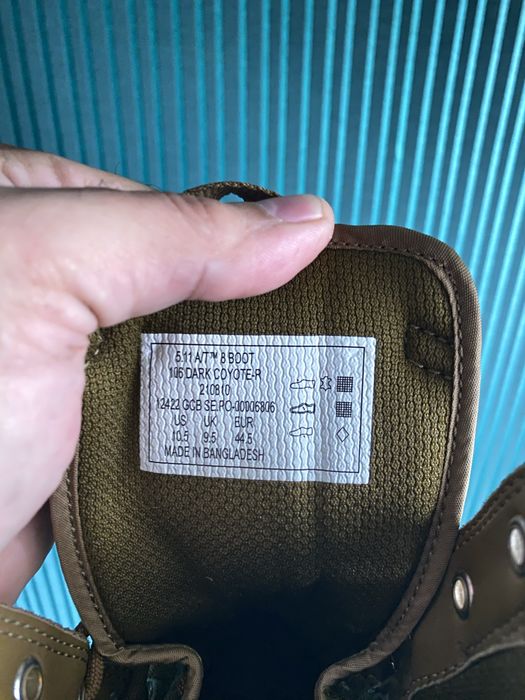 5.11 A/T™ 8 BOOT
106 DARK COYOTE-R
210810
12422 GCB SE:PO-00006806
US UK EUR
10.5 9.5 44.5
MADE IN BANGLADESH